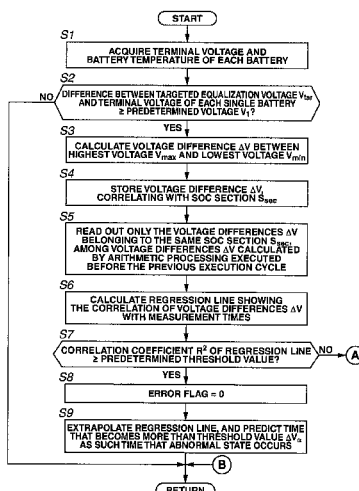 START
S1
ACQUIRE TERMINAL VOLTAGE AND
BATTERY TEMPERATURE OF EACH BATTERY
S2
DIFFERENCE BETWEEN TARGETED EQUALIZATION VOLTAGE Vtar
AND TERMINAL VOLTAGE OF EACH SINGLE BATTERY
≥ PREDETERMINED VOLTAGE V1?
NO
YES
S3
CALCULATE VOLTAGE DIFFERENCE ΔV BETWEEN
HIGHEST VOLTAGE Vmax AND LOWEST VOLTAGE Vmin
S4
STORE VOLTAGE DIFFERENCE ΔV,
CORRELATING WITH SOC SECTION Ssec
S5
READ OUT ONLY THE VOLTAGE DIFFERENCES ΔV
BELONGING TO THE SAME SOC SECTION Ssec,
AMONG VOLTAGE DIFFERENCES ΔV CALCULATED
BY ARITHMETIC PROCESSING EXECUTED
BEFORE THE PREVIOUS EXECUTION CYCLE
S6
CALCULATE REGRESSION LINE SHOWING
THE CORRELATION OF VOLTAGE DIFFERENCES ΔV
WITH MEASUREMENT TIMES
S7
CORRELATION COEFFICIENT R² OF REGRESSION LINE
≥ PREDETERMINED THRESHOLD VALUE?
NO
A
YES
S8
ERROR FLAG = 0
S9
EXTRAPOLATE REGRESSION LINE, AND PREDICT TIME
THAT BECOMES MORE THAN THRESHOLD VALUE ΔVα
AS SUCH TIME THAT ABNORMAL STATE OCCURS
B
RETURN